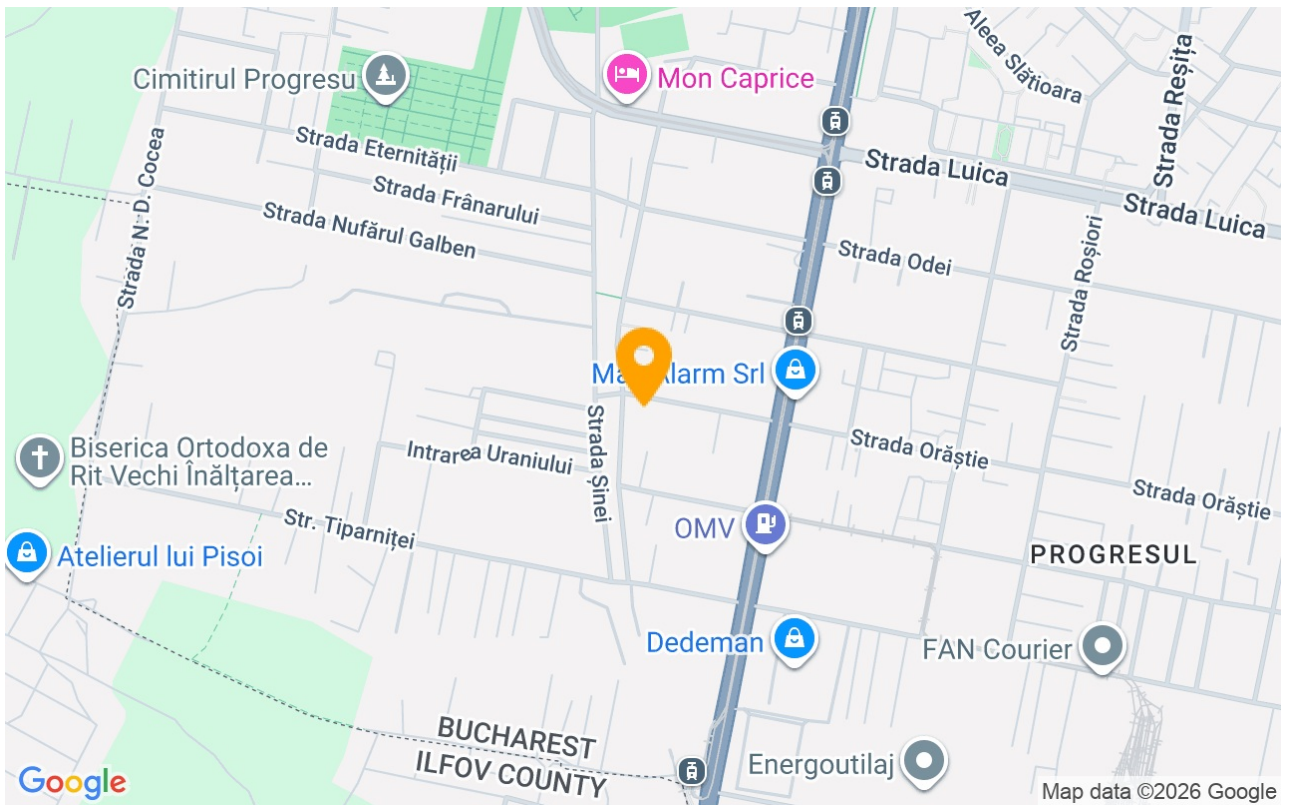 Cimitirul Progresu
Mon Caprice
Aleea Slătioara
Strada Reșița
Strada N. D. Cocea
Strada Eternității
Strada Luica
Strada Frânarului
Strada Luica
Strada Nufărul Galben
Strada Odei
Strada Roșiori
Alarm Srl
Strada Șinei
Strada Orăștie
Biserica Ortodoxa de
Rit Vechi Înălțarea...
Intrarea Uraniului
Strada Orăștie
Str. Tiparniței
OMV
Atelierul lui Pisoi
PROGRESUL
Dedeman
FAN Courier
BUCHAREST
ILFOV COUNTY
Energoutilaj
Google
Map data ©2026 Google